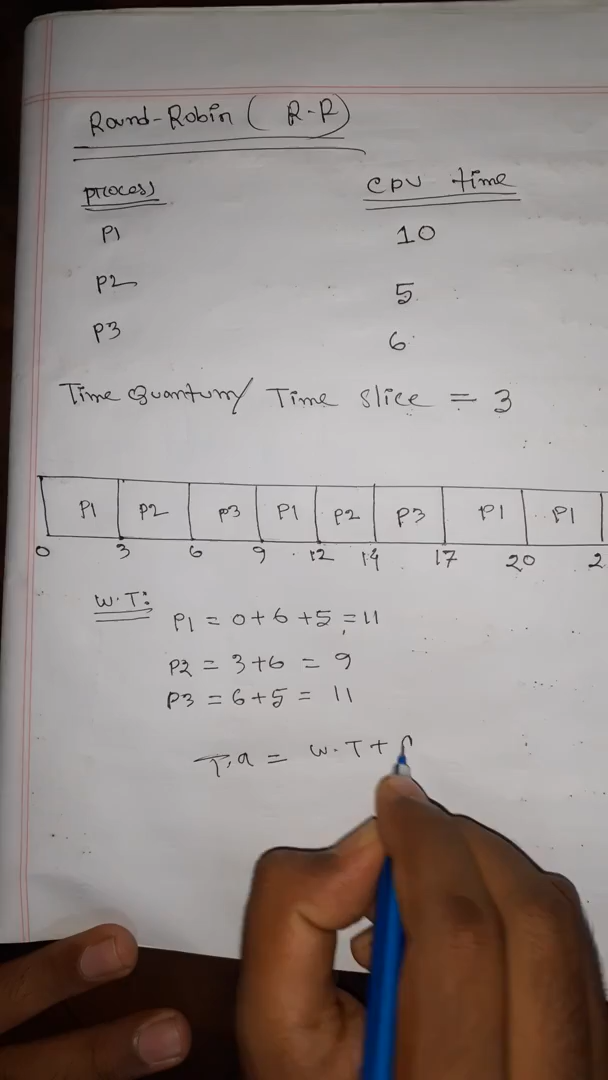 Round-Robin ( R-R)
process CPU time
P1 10
P2 5
P3 6
Time Quantum/ Time slice = 3
P1 P2 P3 P1 P2 P3 P1 P1
0 3 6 9 12 14 17 20 2
W.T:
P1 = 0+6+5 = 11
P2 = 3+6 = 9
P3 = 6+5 = 11
T.a = W.T+